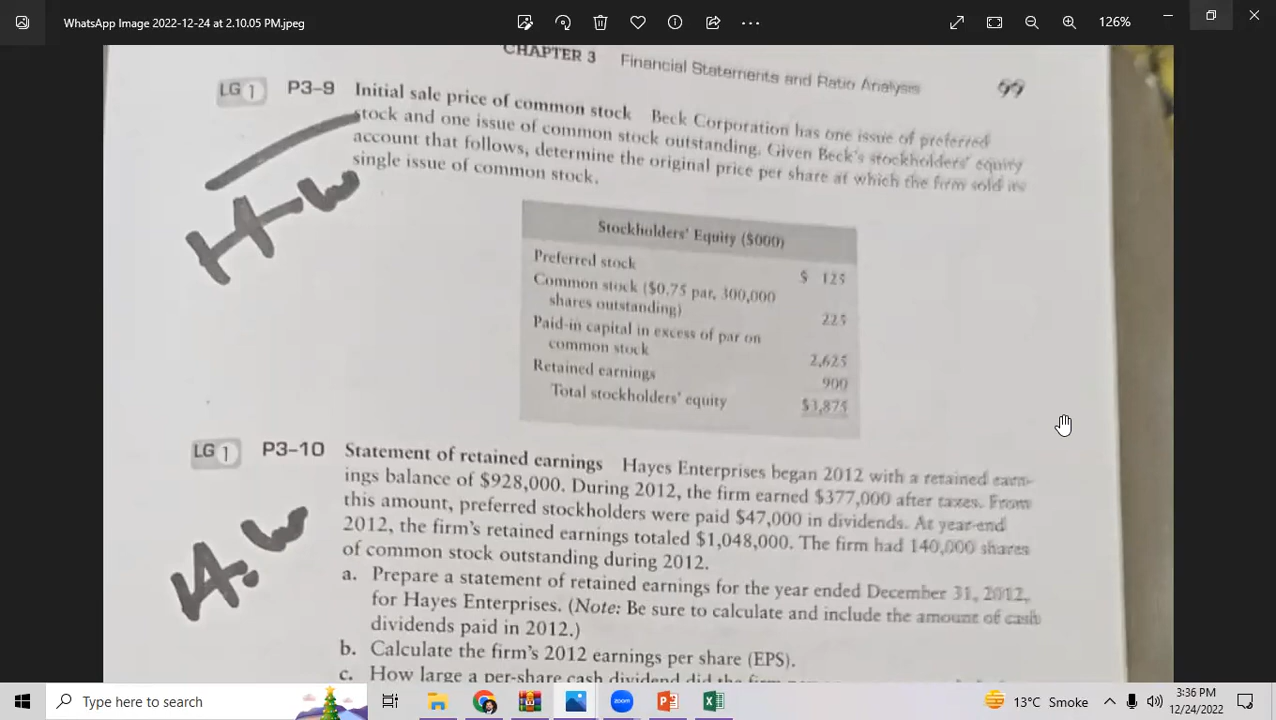 WhatsApp Image 2022-12-24 at 2.10.05 PM.jpeg
126%
CHAPTER 3 Financial Statements and Ratio Analysis 99
LG 1 P3–9 Initial sale price of common stock Beck Corporation has one issue of preferred
stock and one issue of common stock outstanding. Given Beck's stockholders' equity
account that follows, determine the original price per share at which the firm sold its
single issue of common stock.
H-W
Stockholders' Equity ($000)
Preferred stock $ 125
Common stock ($0.75 par, 300,000
shares outstanding) 225
Paid-in capital in excess of par on
common stock 2,625
Retained earnings 900
Total stockholders' equity $3,875
LG 1 P3–10 Statement of retained earnings Hayes Enterprises began 2012 with a retained earn-
ings balance of $928,000. During 2012, the firm earned $377,000 after taxes. From
this amount, preferred stockholders were paid $47,000 in dividends. At year-end
2012, the firm's retained earnings totaled $1,048,000. The firm had 140,000 shares
of common stock outstanding during 2012.
H.W
a. Prepare a statement of retained earnings for the year ended December 31, 2012,
for Hayes Enterprises. (Note: Be sure to calculate and include the amount of cash
dividends paid in 2012.)
b. Calculate the firm's 2012 earnings per share (EPS).
c. How large a per-share cash dividend did the firm
Type here to search
zoom
13°C Smoke
3:36 PM
12/24/2022